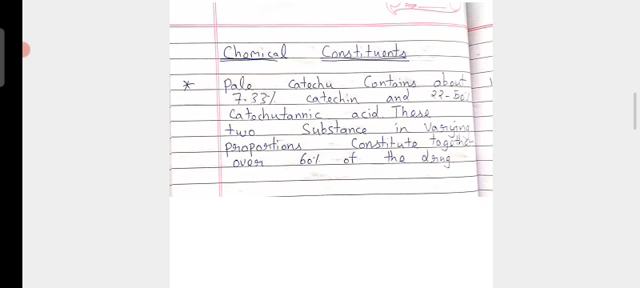 Chemical Constituents
* Pale catechu Contains about
7-33% catechin and 22-50%
Catechutannic acid. These
two Substance in varying
proportions Constitute together
over 60% of the drug